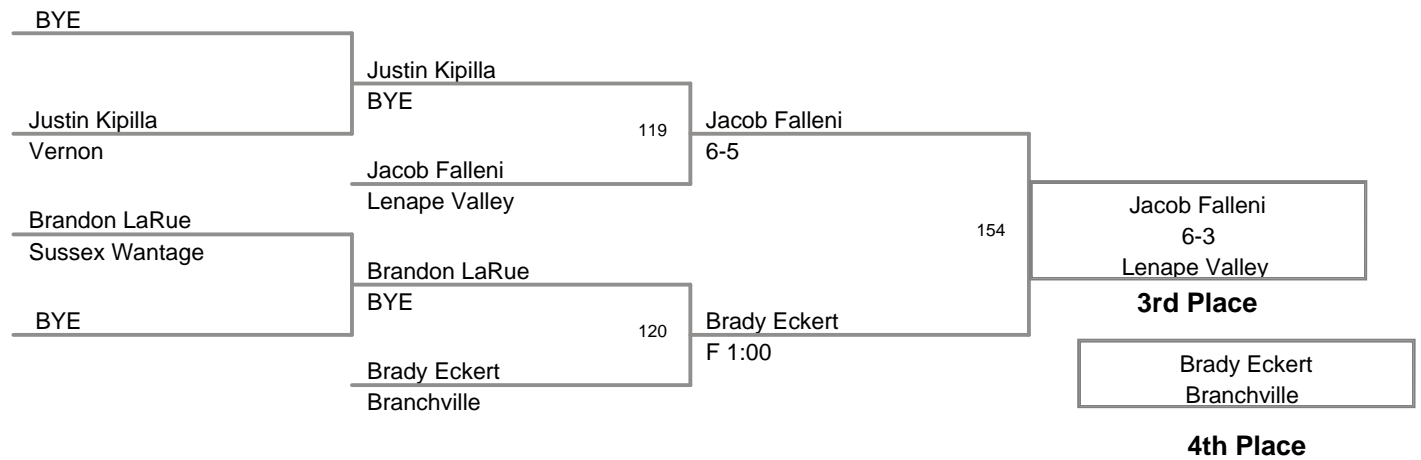 BYE
Justin Kipilla
BYE
Justin Kipilla
Vernon
119
Jacob Falleni
6-5
Jacob Falleni
Lenape Valley
Brandon LaRue
Sussex Wantage
154
Jacob Falleni
6-3
Lenape Valley
3rd Place
Brandon LaRue
BYE
BYE
120
Brady Eckert
F 1:00
Brady Eckert
Branchville
Brady Eckert
Branchville
4th Place